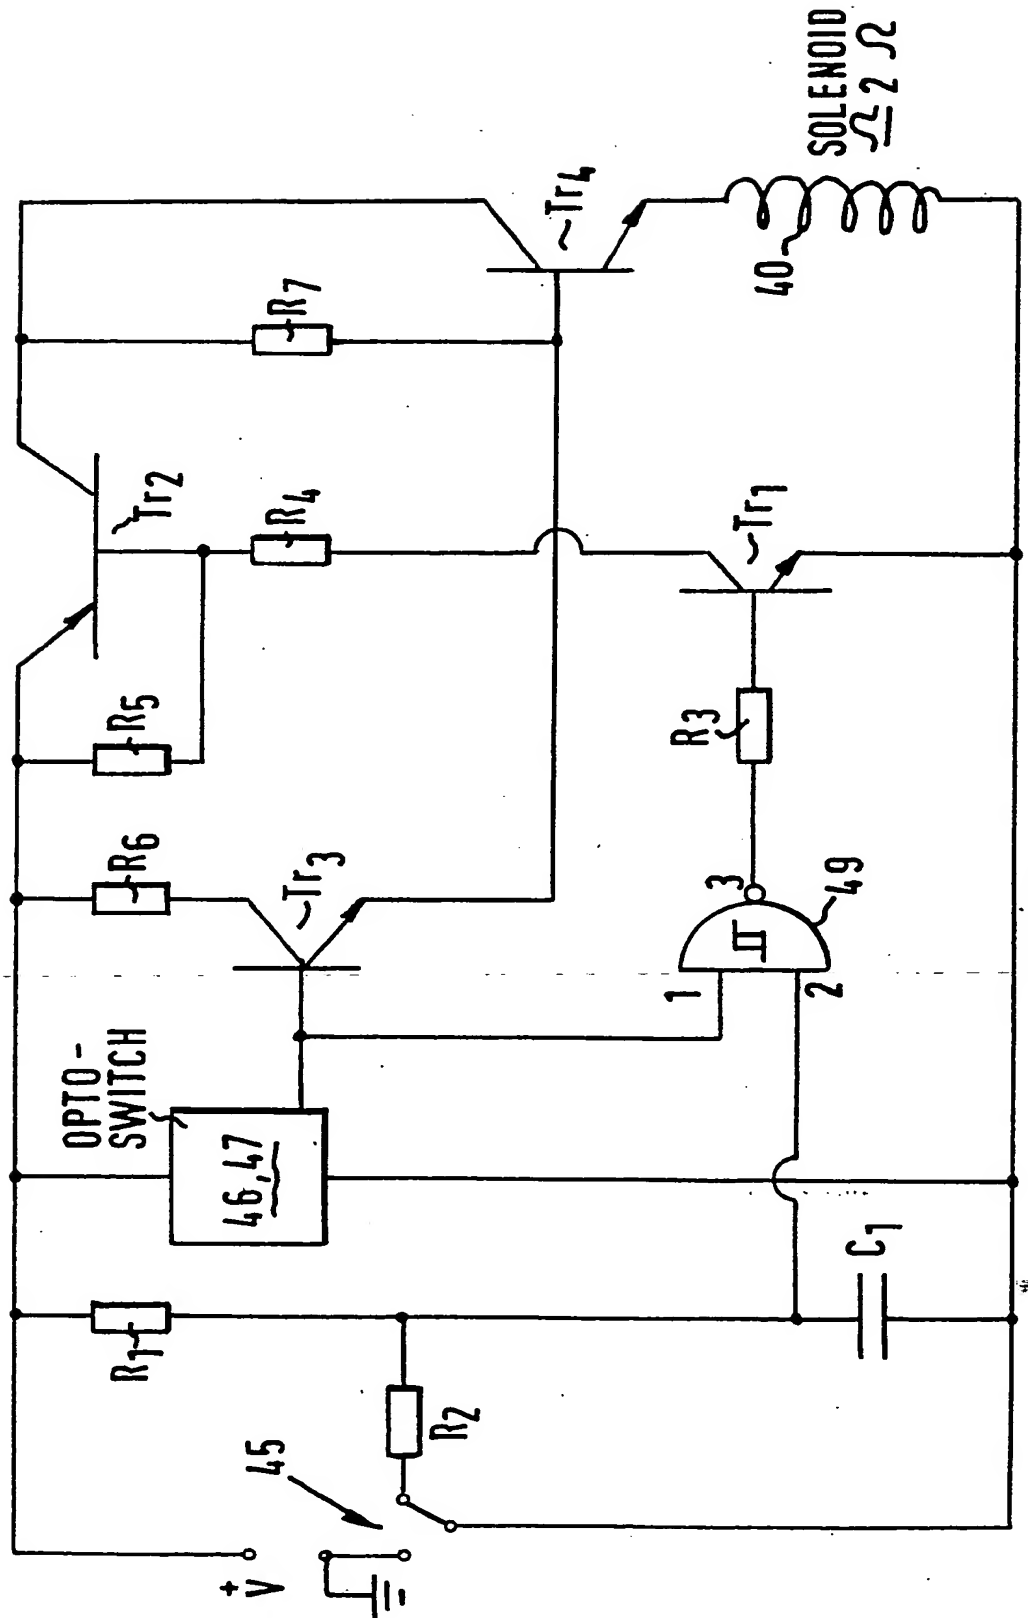 +V
45
R1
R2
C1
OPTO-
SWITCH
46,47
1
2
3
49
R6
Tr3
R5
R3
Tr2
R4
Tr1
R7
Tr4
40
SOLENOID
Ω 2 Ω